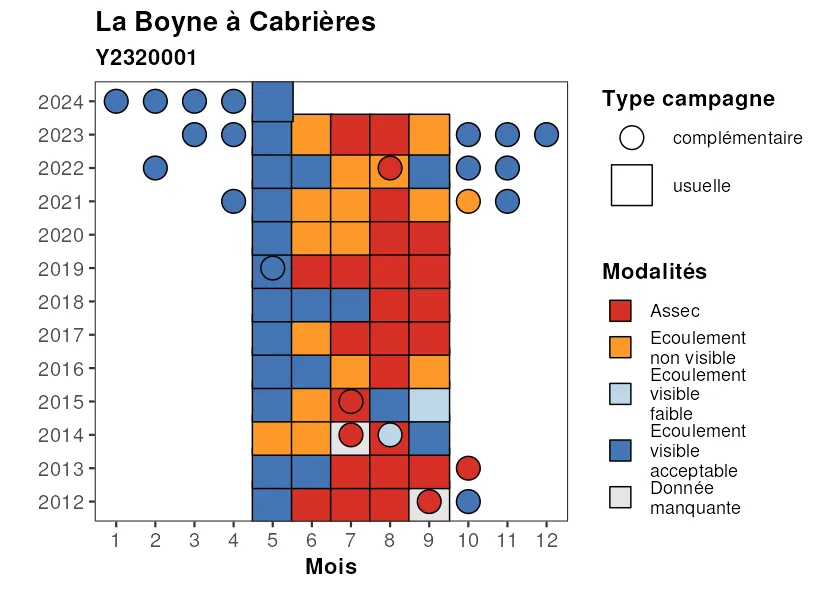 La Boyne à Cabrières
Y2320001
2024
2023
2022
2021
2020
2019
2018
2017
2016
2015
2014
2013
2012
1 2 3 4 5 6 7 8 9 10 11 12
Mois
Type campagne
complémentaire
usuelle
Modalités
Assec
Ecoulement
non visible
Ecoulement
visible
faible
Ecoulement
visible
acceptable
Donnée
manquante